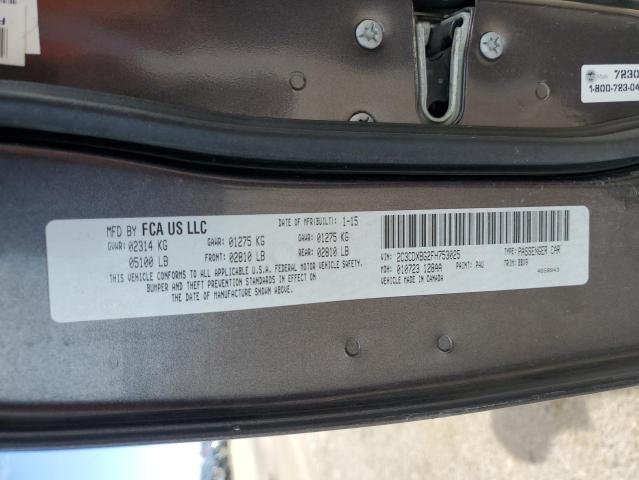 7230
1-800-723-04
MFD BY FCA US LLC
DATE OF MFR(BUILT): 1-15
GVWR: 02314 KG GAWR: 01275 KG GAWR: 01275 KG
05100 LB FRONT: 02810 LB REAR: 02810 LB
THIS VEHICLE CONFORMS TO ALL APPLICABLE U.S.A. FEDERAL MOTOR VEHICLE SAFETY,
BUMPER AND THEFT PREVENTION STANDARDS IN EFFECT ON
THE DATE OF MANUFACTURE SHOWN ABOVE.
VIN: 2C3CDXBG2FH753025 TYPE: PASSENGER CAR
MDH: 010723 128AA PAINT: PAU TRIM:
VEHICLE MADE IN CANADA